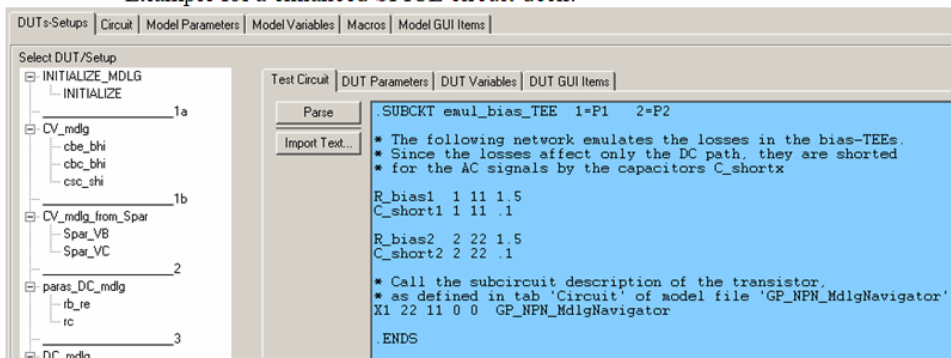 DUTs-Setups Circuit Model Parameters Model Variables Macros Model GUI Items
Select DUT/Setup
INITIALIZE_MDLG
INITIALIZE
1a
CV_mdlg
cbe_bhi
cbc_bhi
csc_shi
1b
CV_mdlg_from_Spar
Spar_VB
Spar_VC
2
paras_DC_mdlg
rb_re
rc
3
DC_mdlg
Test Circuit DUT Parameters DUT Variables DUT GUI Items
Parse
Import Text...
.SUBCKT emul_bias_TEE 1=P1 2=P2
* The following network emulates the losses in the bias-TEEs.
* Since the losses affect only the DC path, they are shorted
* for the AC signals by the capacitors C_shortx
R_bias1 1 11 1.5
C_short1 1 11 .1
R_bias2 2 22 1.5
C_short2 2 22 .1
* Call the subcircuit description of the transistor,
* as defined in tab 'Circuit' of model file 'GP_NPN_MdlgNavigator'
X1 22 11 0 0 GP_NPN_MdlgNavigator
.ENDS